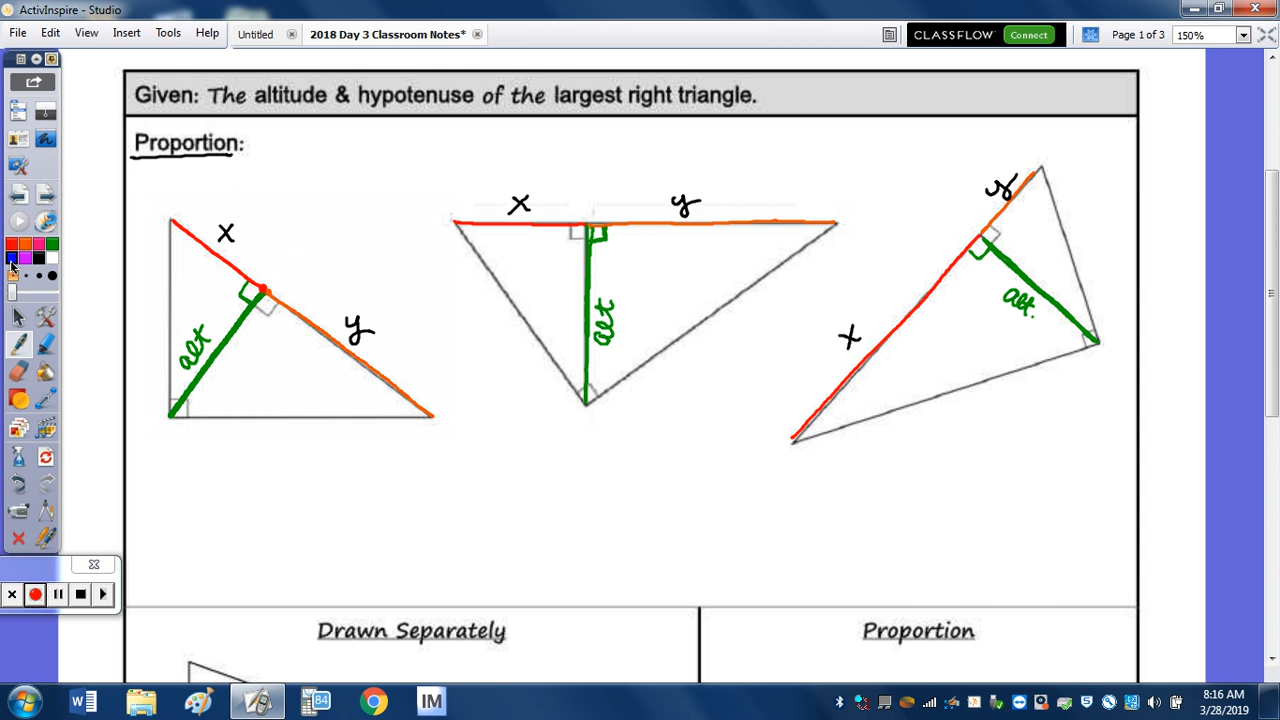 ActivInspire - Studio
File Edit View Insert Tools Help
Untitled
2018 Day 3 Classroom Notes*
CLASSFLOW Connect
Page 1 of 3
150%
Given: The altitude & hypotenuse of the largest right triangle.
Proportion:
x
y
alt
x
y
alt
x
y
alt.
Drawn Separately
Proportion
W
84
IM
8:16 AM
3/28/2019